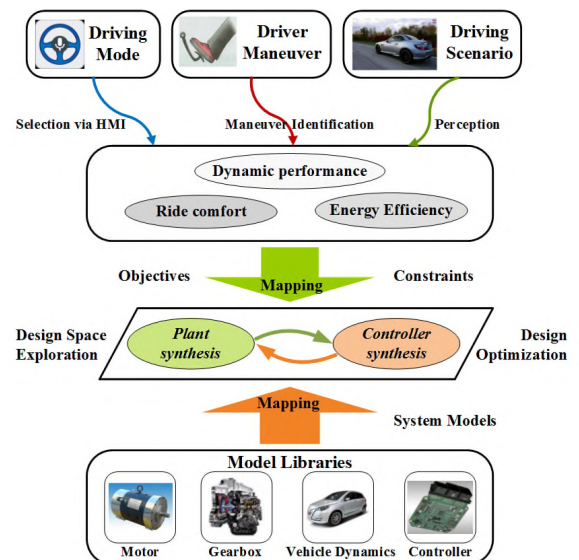 Driving
Mode
Driver
Maneuver
Driving
Scenario
Selection via HMI
Maneuver Identification
Perception
Dynamic performance
Ride comfort
Energy Efficiency
Objectives
Mapping
Constraints
Design Space
Exploration
Plant
synthesis
Controller
synthesis
Design
Optimization
Mapping
System Models
Model Libraries
Motor
Gearbox
Vehicle Dynamics
Controller